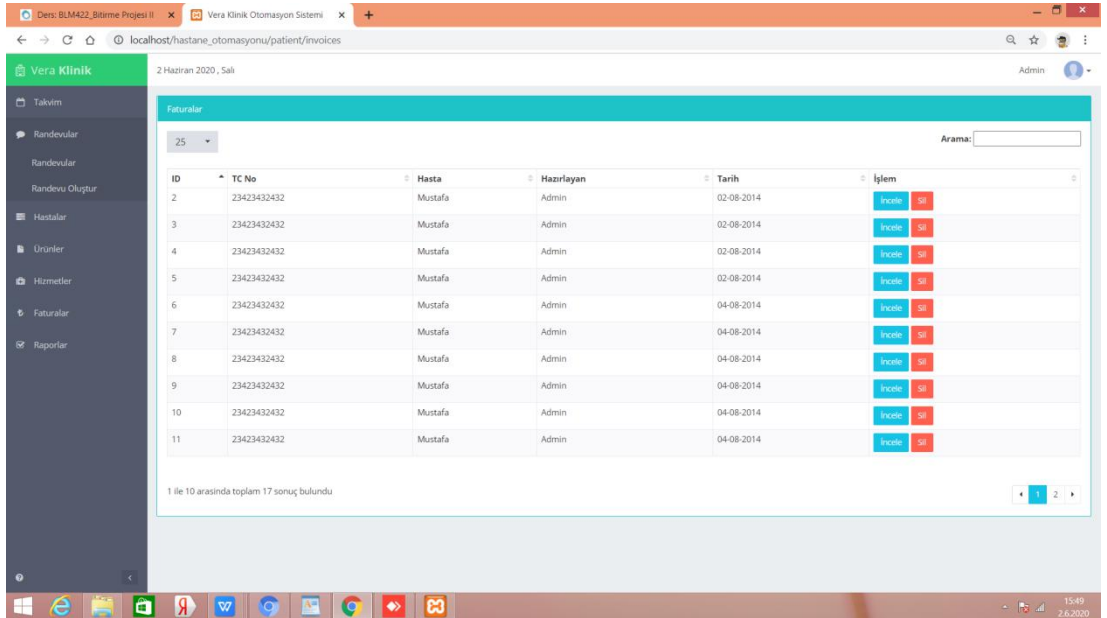 Ders: BLM422_Bitirme Projesi II
Vera Klinik Otomasyon Sistemi
localhost/hastane_otomasyonu/patient/invoices
Vera Klinik
2 Haziran 2020 , Salı
Admin
Takvim
Randevular
Randevular
Randevu Oluştur
Hastalar
Ürünler
Hizmetler
Faturalar
Raporlar
Faturalar
25
Arama:
ID TC No Hasta Hazırlayan Tarih İşlem
2 23423432432 Mustafa Admin 02-08-2014 İncele Sil
3 23423432432 Mustafa Admin 02-08-2014 İncele Sil
4 23423432432 Mustafa Admin 02-08-2014 İncele Sil
5 23423432432 Mustafa Admin 02-08-2014 İncele Sil
6 23423432432 Mustafa Admin 04-08-2014 İncele Sil
7 23423432432 Mustafa Admin 04-08-2014 İncele Sil
8 23423432432 Mustafa Admin 04-08-2014 İncele Sil
9 23423432432 Mustafa Admin 04-08-2014 İncele Sil
10 23423432432 Mustafa Admin 04-08-2014 İncele Sil
11 23423432432 Mustafa Admin 04-08-2014 İncele Sil
1 ile 10 arasinda toplam 17 sonuç bulundu
1 2
15:49
2.6.2020